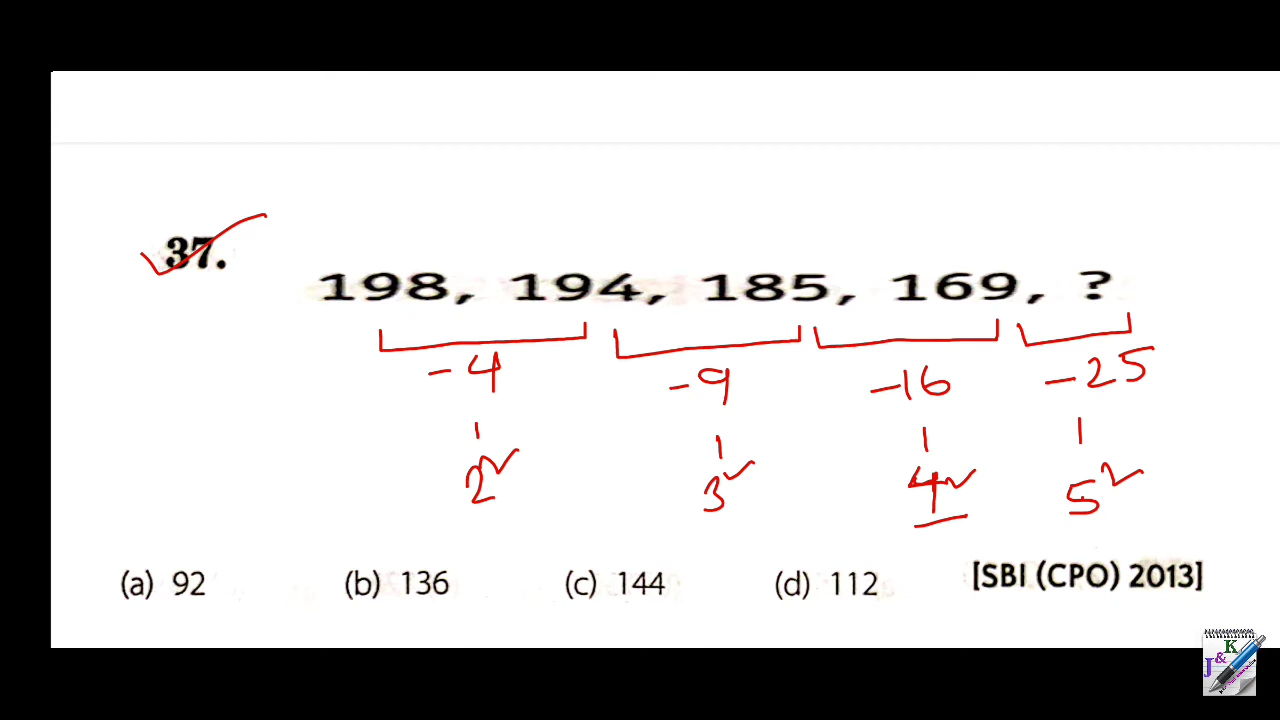 37.
198, 194, 185, 169, ?
-4 -9 -16 -25
2² 3² 4² 5²
(a) 92 (b) 136 (c) 144 (d) 112 [SBI (CPO) 2013]
J&K